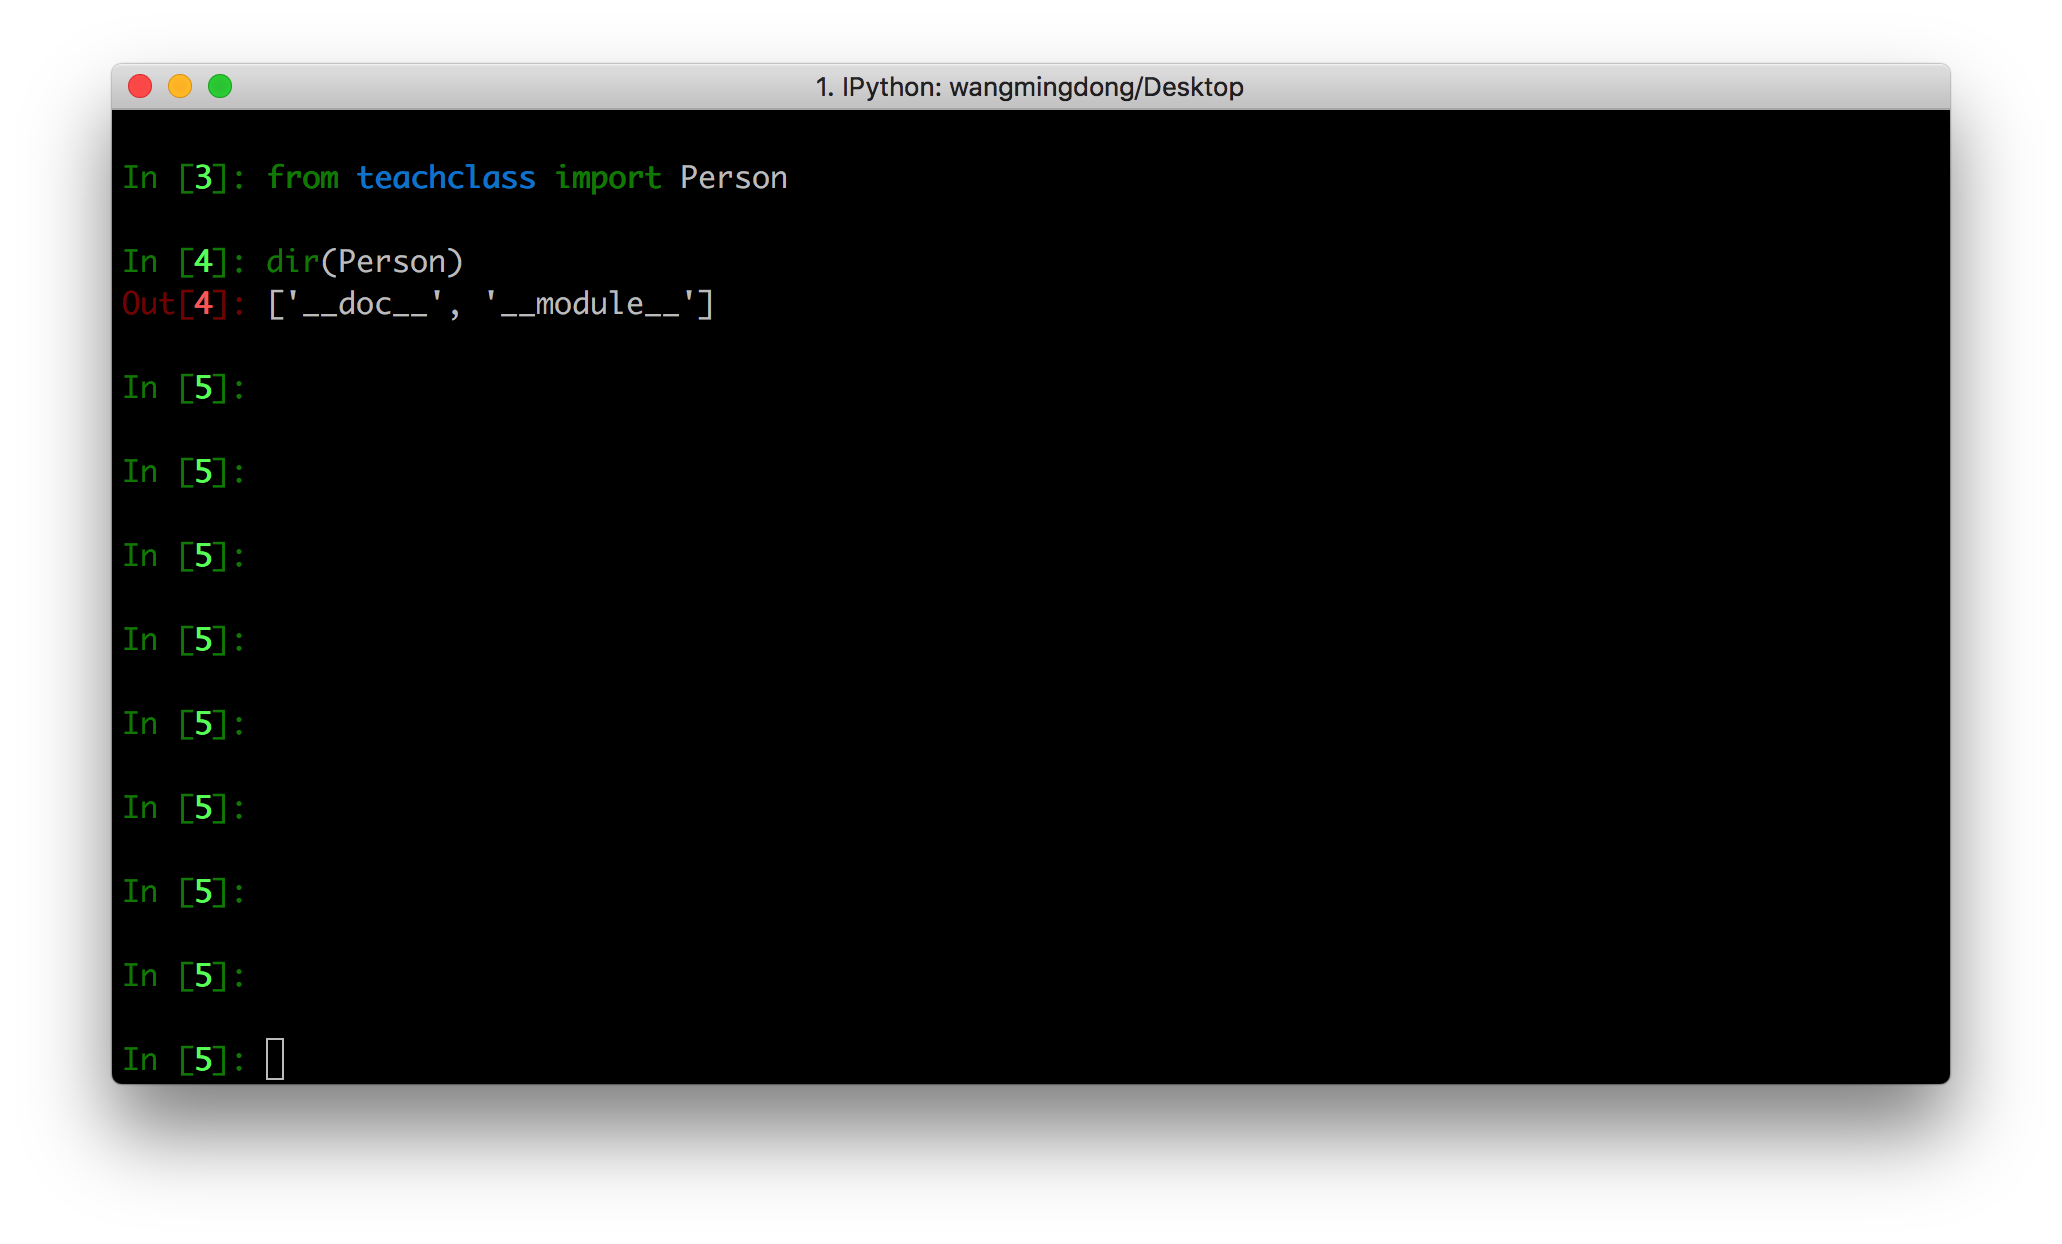 1. IPython: wangmingdong/Desktop
In [3]: from teachclass import Person
In [4]: dir(Person)
Out[4]: ['__doc__', '__module__']
In [5]:
In [5]:
In [5]:
In [5]:
In [5]:
In [5]:
In [5]:
In [5]:
In [5]: